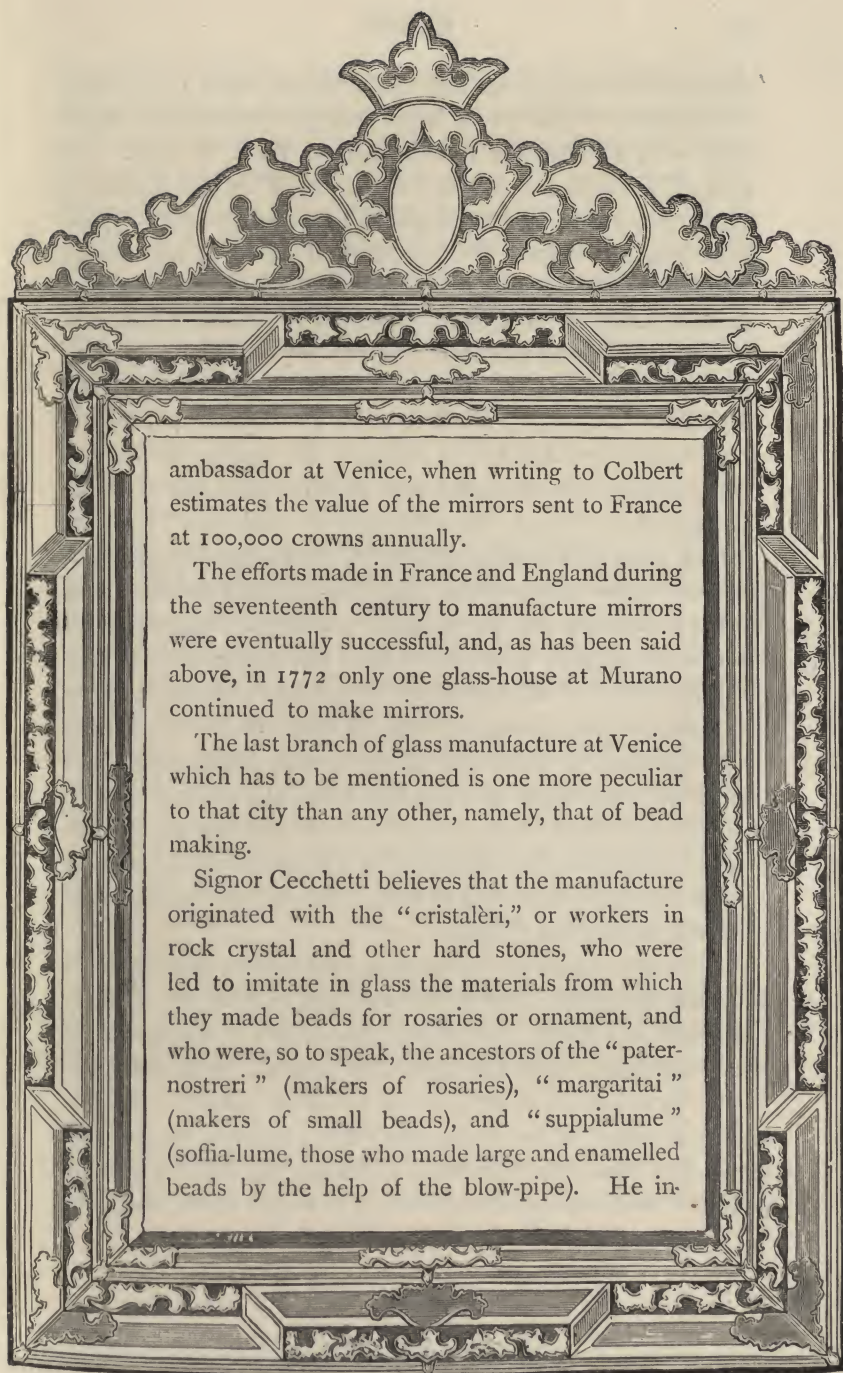 ambassador at Venice, when writing to Colbert
estimates the value of the mirrors sent to France
at 100,000 crowns annually.
The efforts made in France and England during
the seventeenth century to manufacture mirrors
were eventually successful, and, as has been said
above, in 1772 only one glass-house at Murano
continued to make mirrors.
The last branch of glass manufacture at Venice
which has to be mentioned is one more peculiar
to that city than any other, namely, that of bead
making.
Signor Cecchetti believes that the manufacture
originated with the “cristalèri,” or workers in
rock crystal and other hard stones, who were
led to imitate in glass the materials from which
they made beads for rosaries or ornament, and
who were, so to speak, the ancestors of the “pater-
nostreri” (makers of rosaries), “margaritai”
(makers of small beads), and “suppialume”
(soffia-lume, those who made large and enamelled
beads by the help of the blow-pipe). He in-